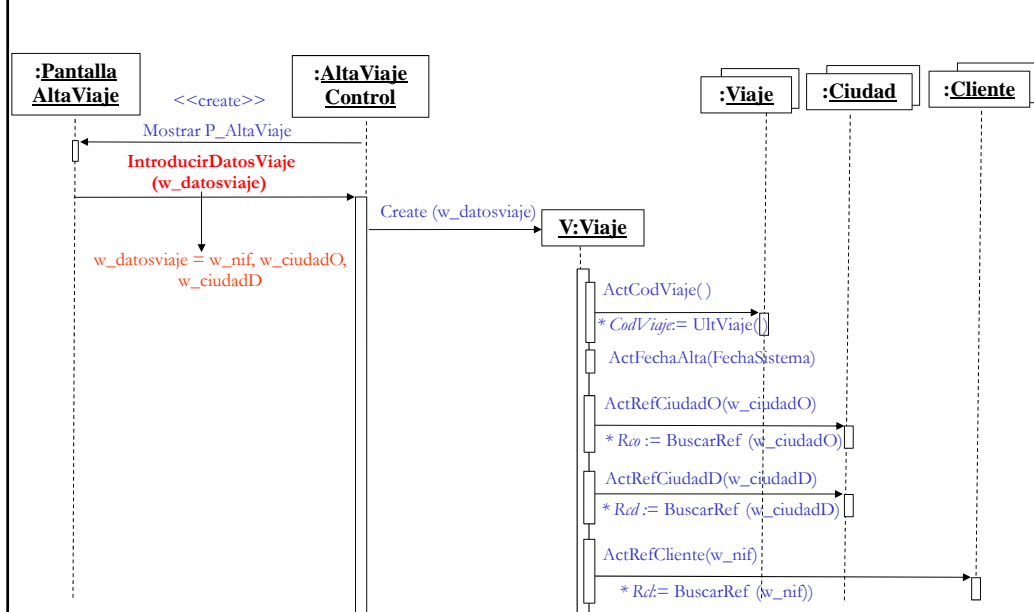 :Pantalla
AltaViaje
<<create>>
:AltaViaje
Control
:Viaje
:Ciudad
:Cliente
Mostrar P_AltaViaje
IntroducirDatosViaje
(w_datosviaje)
Create (w_datosviaje)
V:Viaje
w_datosviaje = w_nif, w_ciudadO,
w_ciudadD
ActCodViaje( )
* CodViaje:= UltViaje()
ActFechaAlta(FechaSistema)
ActRefCiudadO(w_ciudadO)
* Rco := BuscarRef (w_ciudadO)
ActRefCiudadD(w_ciudadD)
* Rcd := BuscarRef (w_ciudadD)
ActRefCliente(w_nif)
* Rcl:= BuscarRef (w_nif))